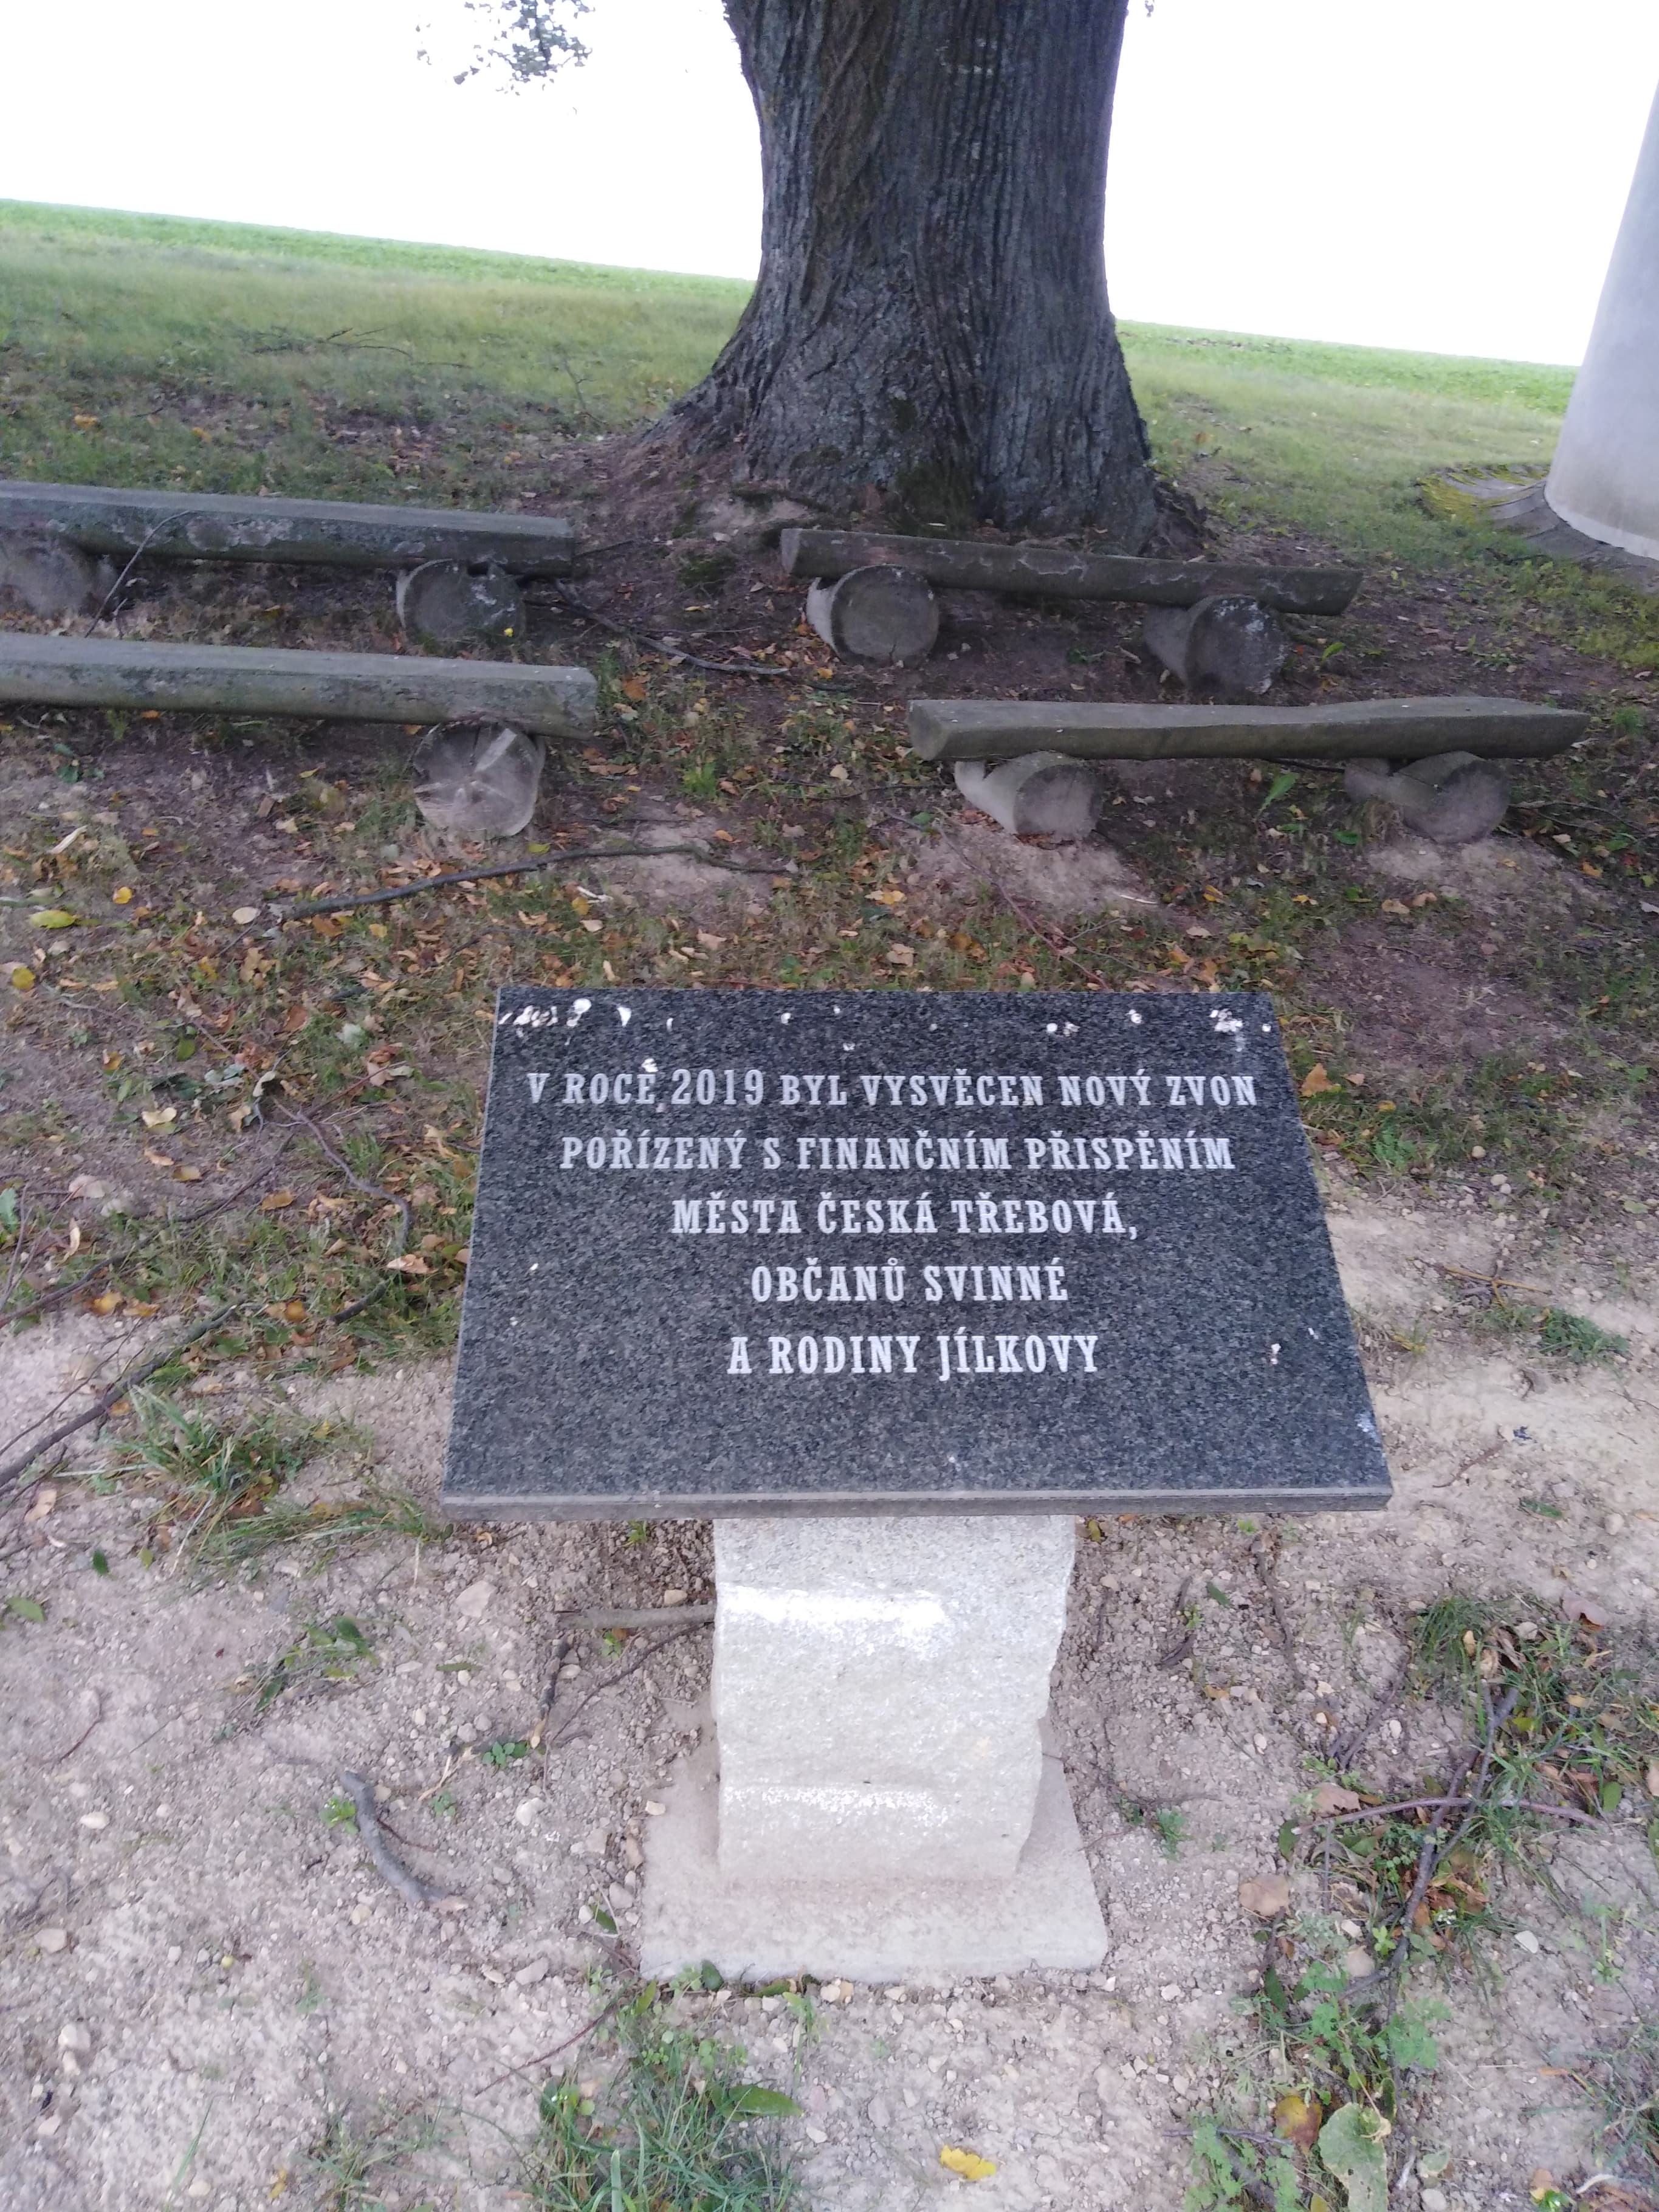 V ROCE 2019 BYL VYSVĚCEN NOVÝ ZVON
POŘÍZENÝ S FINANČNÍM PŘISPĚNÍM
MĚSTA ČESKÁ TŘEBOVÁ,
OBČANŮ SVINNÉ
A RODINY JÍLKOVY